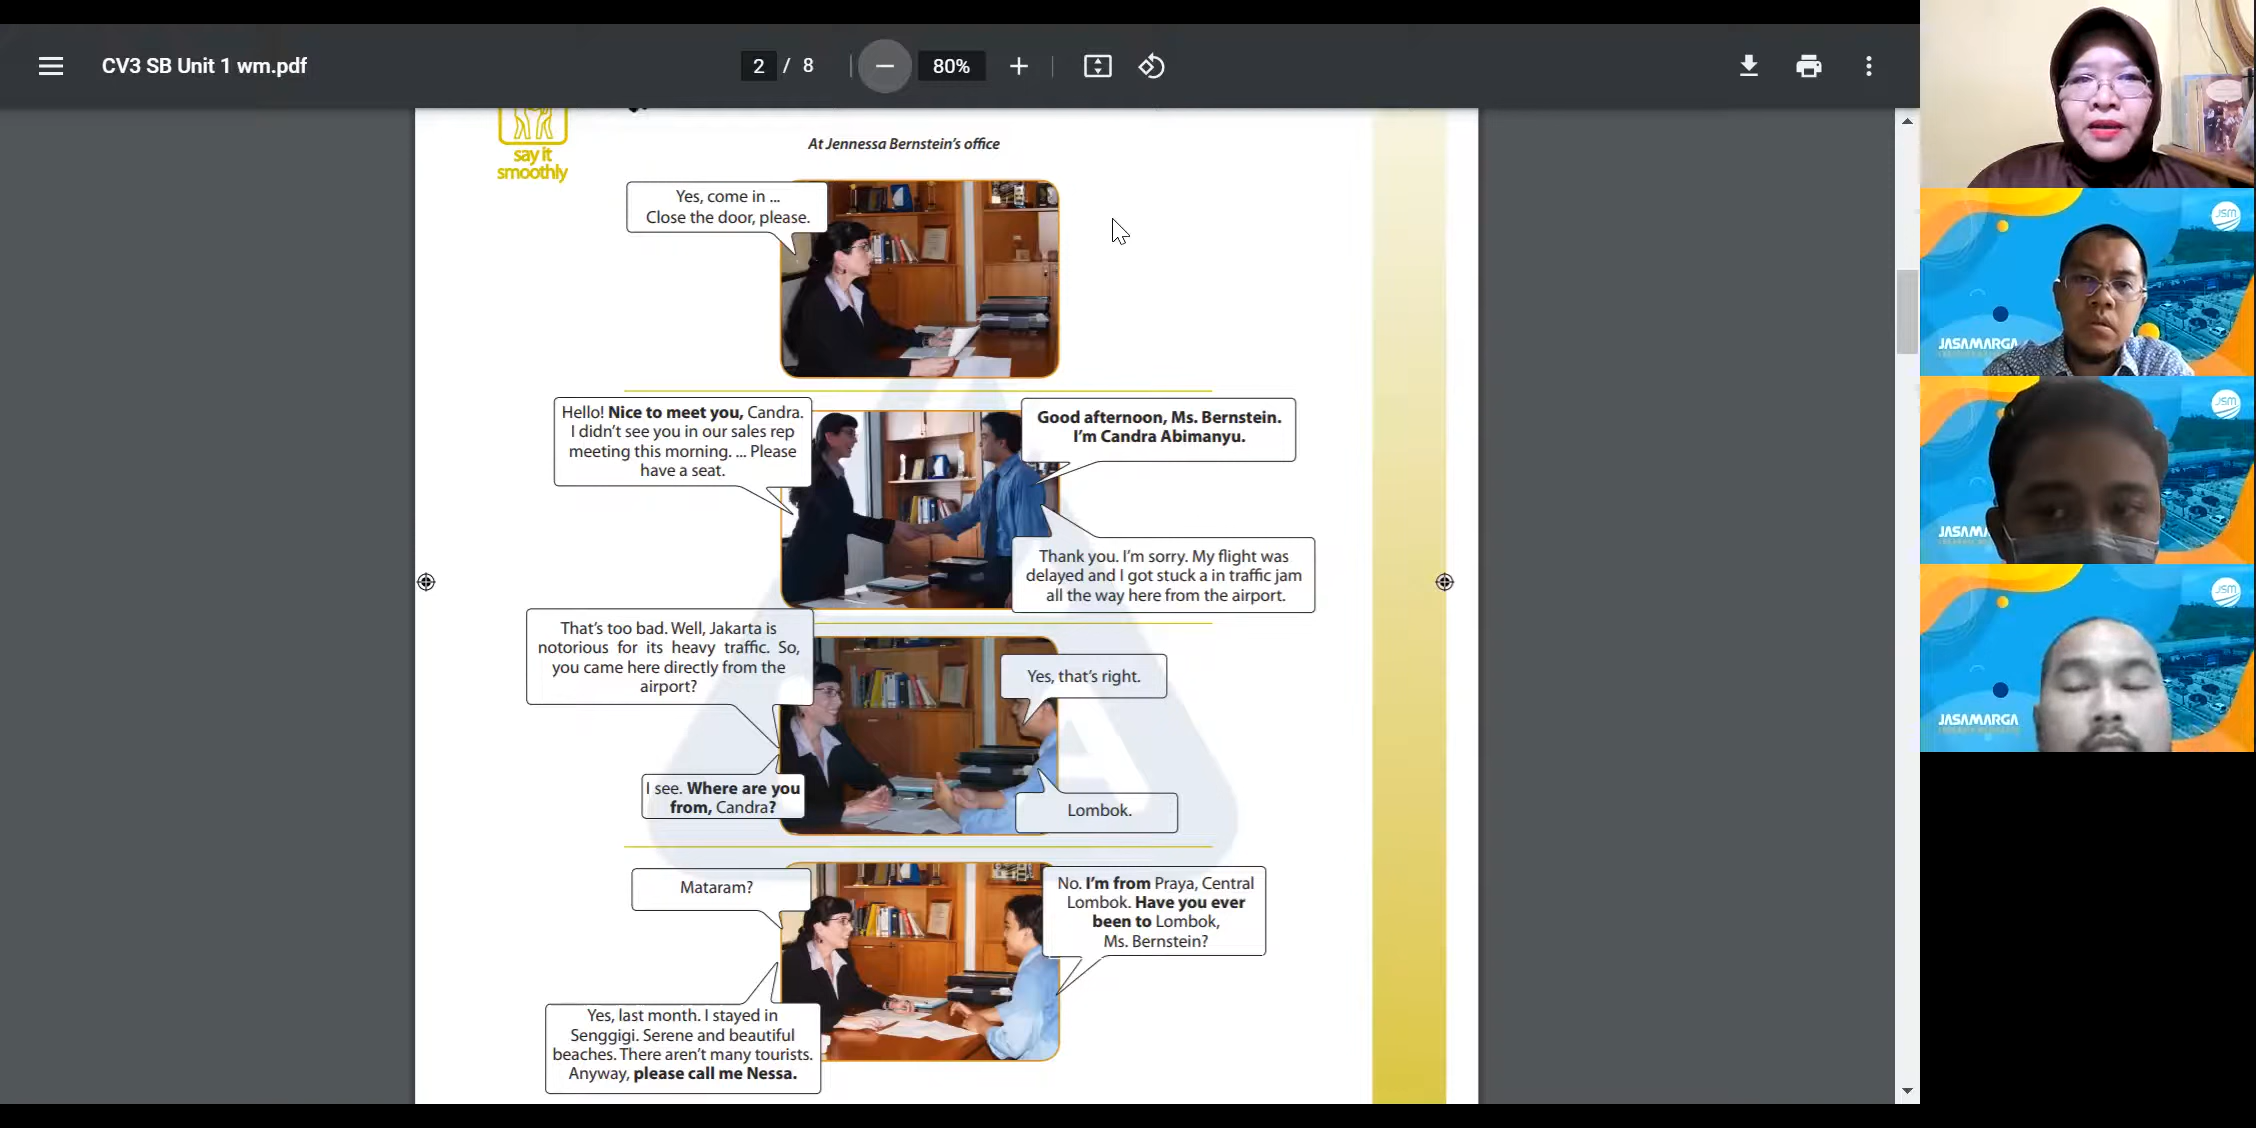 CV3 SB Unit 1 wm.pdf
2 / 8
80%
say it
smoothly
At Jennessa Bernstein's office
Yes, come in ...
Close the door, please.
Hello! Nice to meet you, Candra.
I didn't see you in our sales rep
meeting this morning. ... Please
have a seat.
Good afternoon, Ms. Bernstein.
I'm Candra Abimanyu.
Thank you. I'm sorry. My flight was
delayed and I got stuck a in traffic jam
all the way here from the airport.
That's too bad. Well, Jakarta is
notorious for its heavy traffic. So,
you came here directly from the
airport?
Yes, that's right.
I see. Where are you
from, Candra?
Lombok.
Mataram?
No. I'm from Praya, Central
Lombok. Have you ever
been to Lombok,
Ms. Bernstein?
Yes, last month. I stayed in
Senggigi. Serene and beautiful
beaches. There aren't many tourists.
Anyway, please call me Nessa.
JSM
JASAMARGA
JSM
JASAM
JSM
JASAMARGA